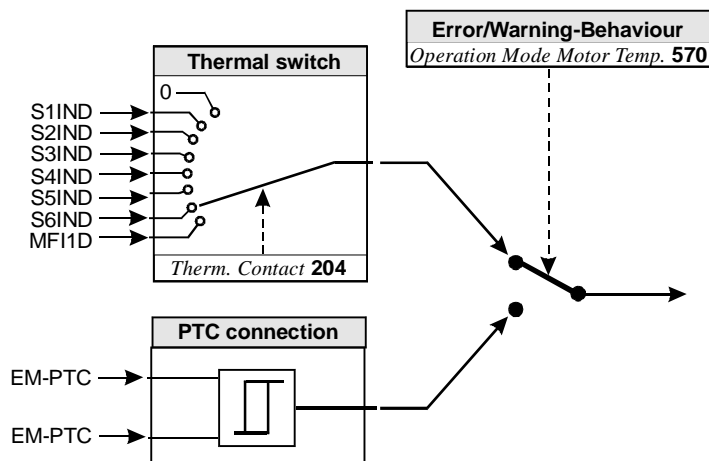 Error/Warning-Behaviour
Operation Mode Motor Temp. 570
Thermal switch
0
S1IND
S2IND
S3IND
S4IND
S5IND
S6IND
MFI1D
Therm. Contact 204
PTC connection
EM-PTC
EM-PTC